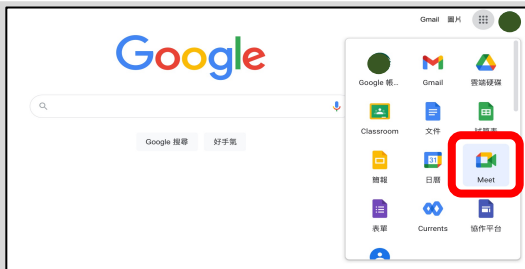 Gmail 圖片
Google
Google 搜尋 好手氣
Google 帳... Gmail 雲端硬碟
Classroom 文件 試算表
簡報 31 日曆 Meet
表單 Currents 協作平台